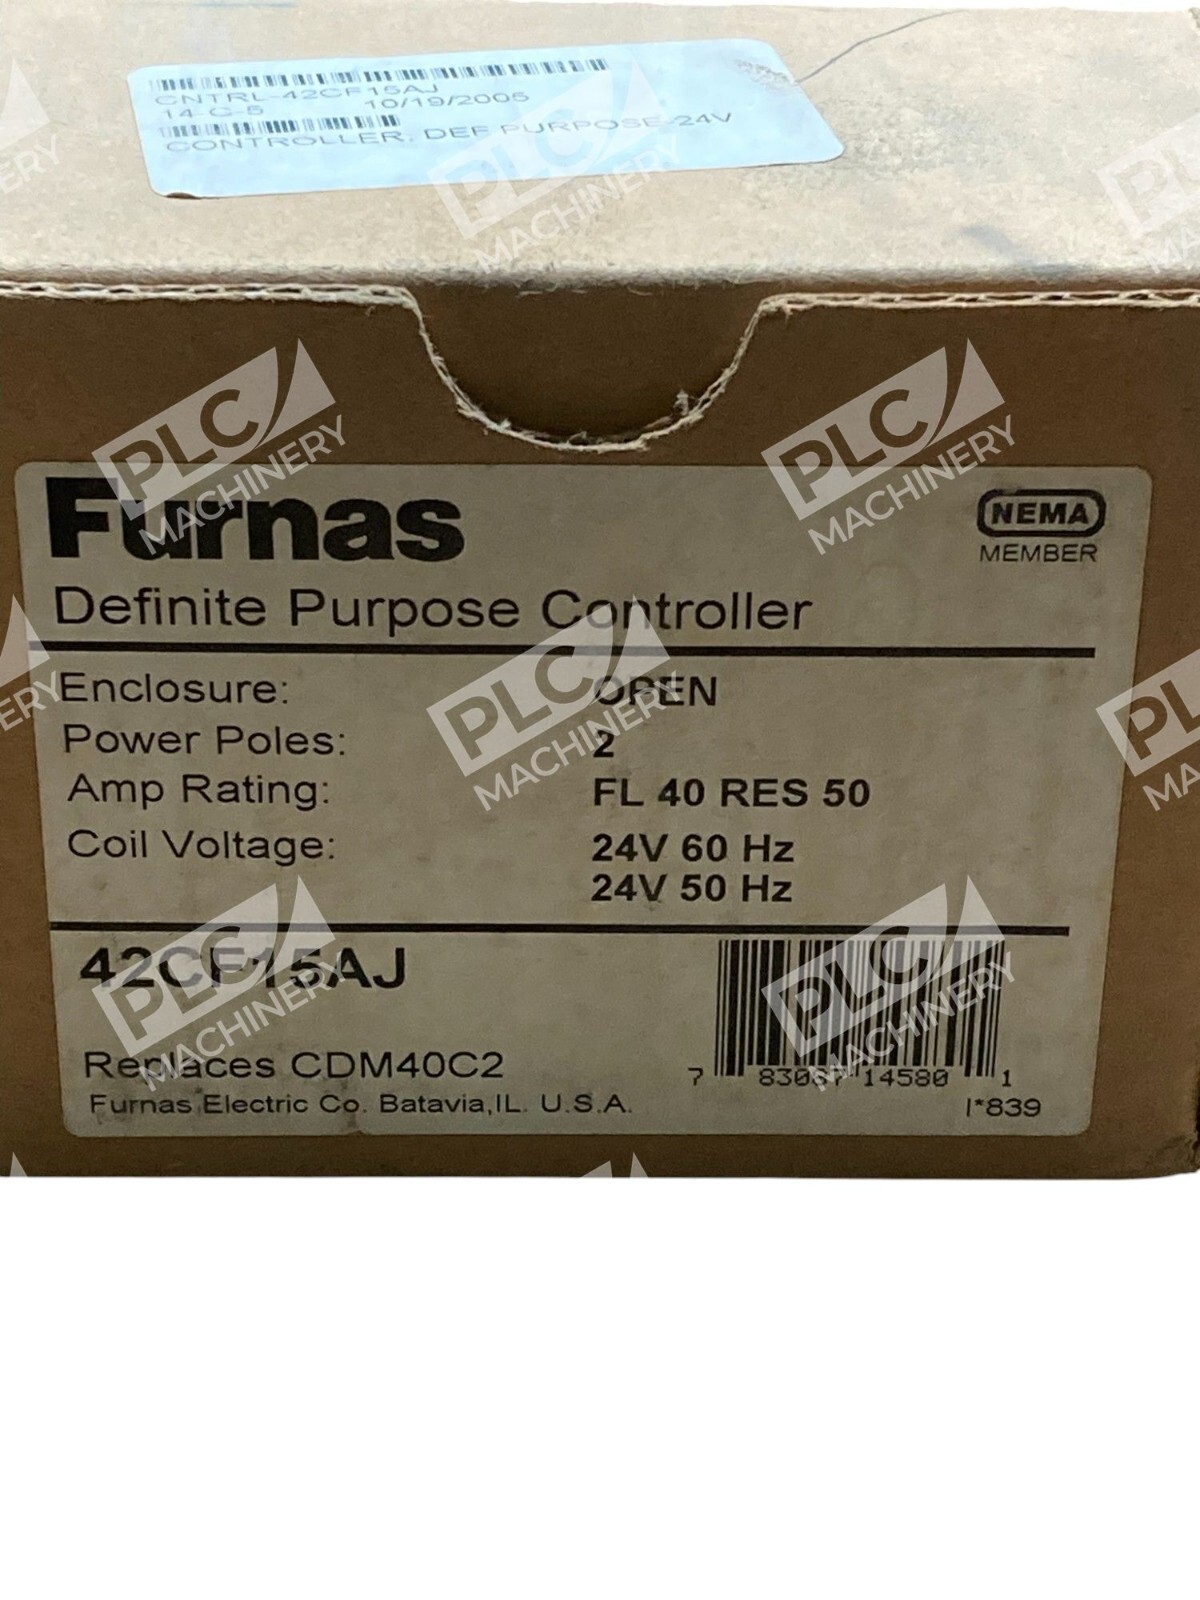 CNTRL-42CF15AJ
14-C-5 10/19/2005
CONTROLLER, DEF PURPOSE-24V
Furnas
NEMA
MEMBER
Definite Purpose Controller
Enclosure: OPEN
Power Poles: 2
Amp Rating: FL 40 RES 50
Coil Voltage: 24V 60 Hz
24V 50 Hz
42CF15AJ
Replaces CDM40C2
Furnas Electric Co. Batavia,IL. U.S.A.
7 83087 14580 1
I*839
PLC
MACHINERY